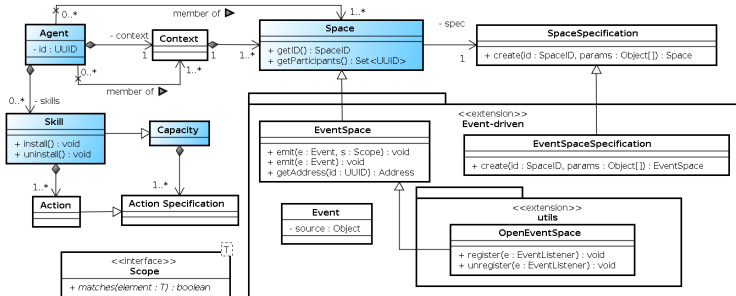 member of
0..*
1..*
Agent
- id : UUID
- context
1
Context
1
1..*
1..*
member of
0..*
Space
+ getID() : SpaceID
+ getParticipants() : Set<UUID>
- spec
1
SpaceSpecification
+ create(id : SpaceID, params : Object[]) : Space
0..*
- skills
Skill
+ install() : void
+ uninstall() : void
Capacity
1..*
1..*
Action
Action Specification
<<extension>>
Event-driven
EventSpace
+ emit(e : Event, s : Scope) : void
+ emit(e : Event) : void
+ getAddress(id : UUID) : Address
EventSpaceSpecification
+ create(id : SpaceID, params : Object[]) : EventSpace
Event
- source : Object
<<extension>>
utils
OpenEventSpace
+ register(e : EventListener) : void
+ unregister(e : EventListener) : void
T
<<interface>>
Scope
+ matches(element : T) : boolean